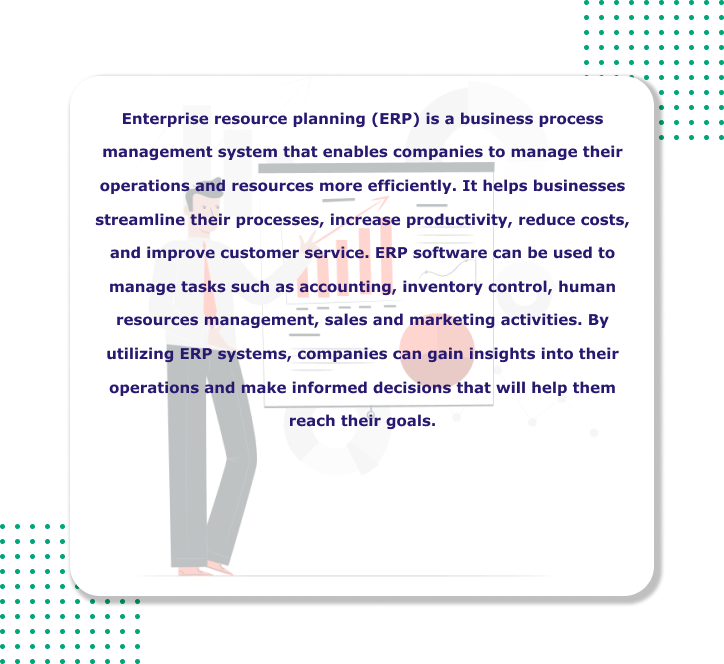 Enterprise resource planning (ERP) is a business process
management system that enables companies to manage their
operations and resources more efficiently. It helps businesses
streamline their processes, increase productivity, reduce costs,
and improve customer service. ERP software can be used to
manage tasks such as accounting, inventory control, human
resources management, sales and marketing activities. By
utilizing ERP systems, companies can gain insights into their
operations and make informed decisions that will help them
reach their goals.